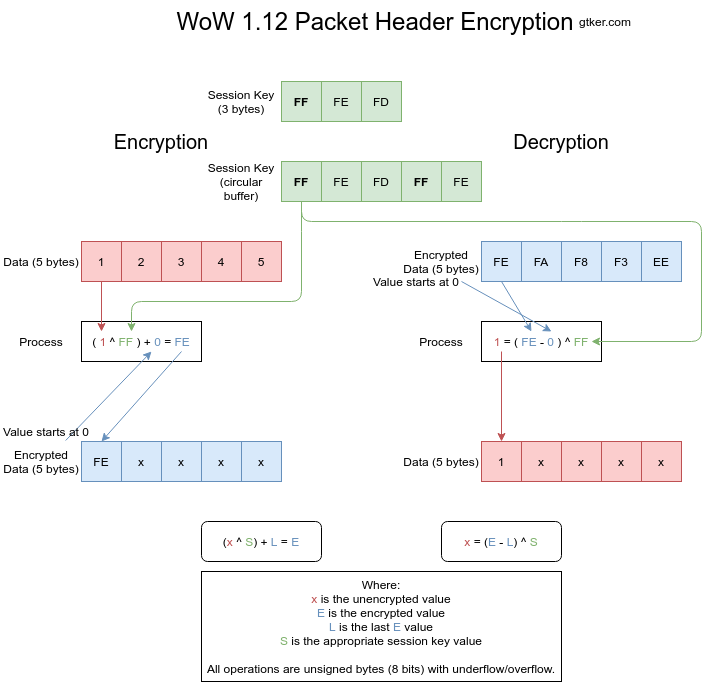 WoW 1.12 Packet Header Encryption gtker.com
Session Key
(3 bytes)
FF FE FD
Encryption
Decryption
Session Key
(circular
buffer)
FF FE FD FF FE
Data (5 bytes) 1 2 3 4 5
Encrypted
Data (5 bytes) FE FA F8 F3 EE
Value starts at 0
Process ( 1 ^ FF ) + 0 = FE
Process 1 = ( FE - 0 ) ^ FF
Value starts at 0
Encrypted
Data (5 bytes) FE x x x x
Data (5 bytes) 1 x x x x
(x ^ S) + L = E
x = (E - L) ^ S
Where:
x is the unencrypted value
E is the encrypted value
L is the last E value
S is the appropriate session key value
All operations are unsigned bytes (8 bits) with underflow/overflow.